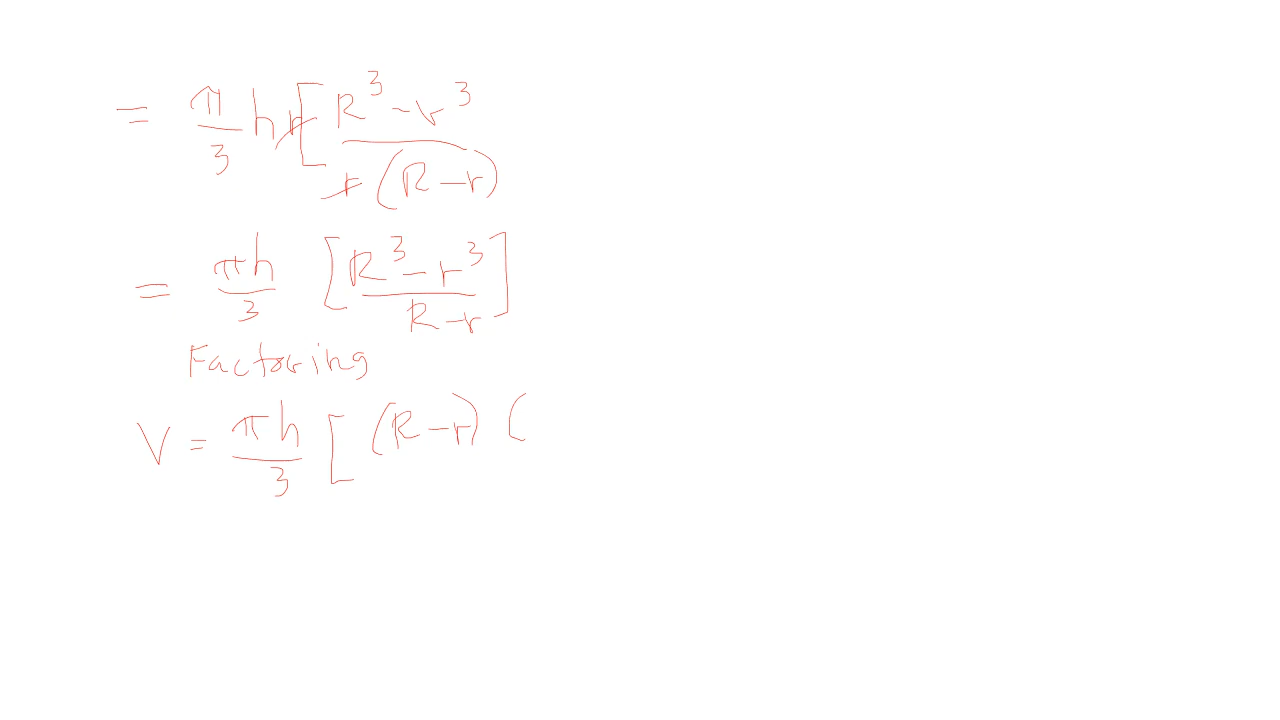 = π/3 hr[ (R³ - r³)/(r(R - r))
= πh/3 [ (R³ - r³)/(R - r) ]
Factoring
V = πh/3 [ (R - r) (